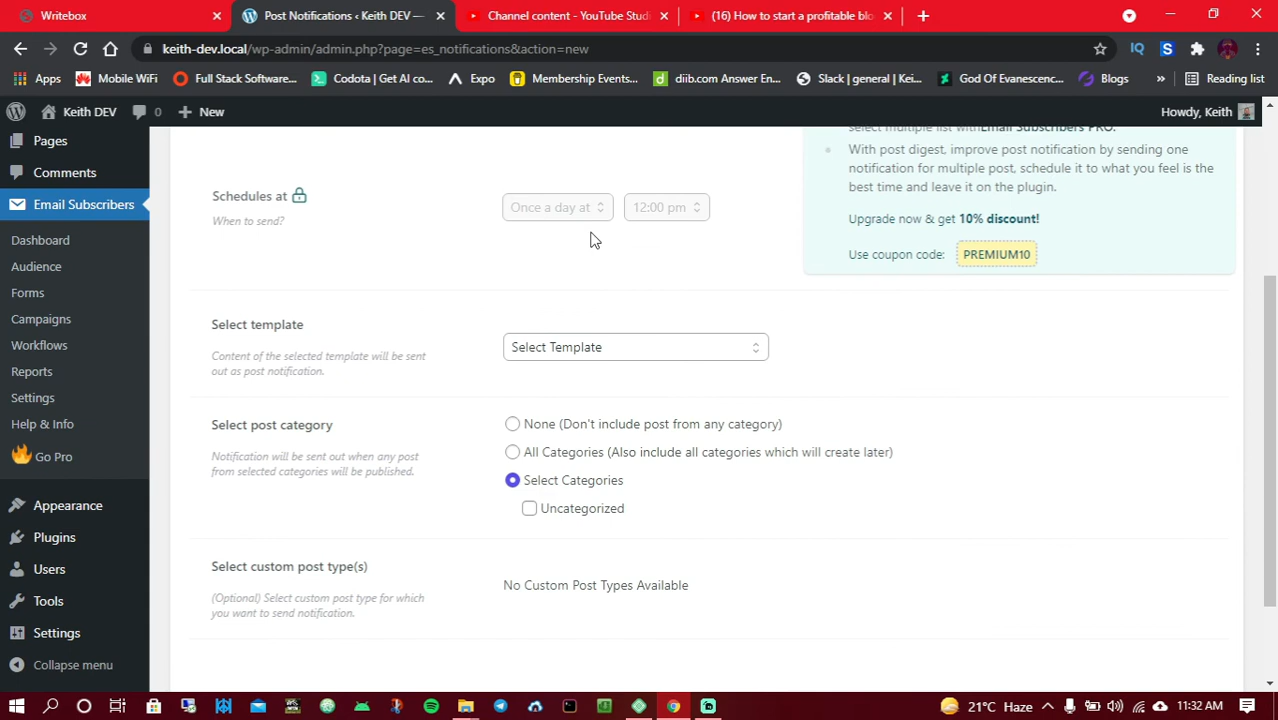 Writebox
Post Notifications ‹ Keith DEV —
Channel content - YouTube Studi
(16) How to start a profitable blo
keith-dev.local/wp-admin/admin.php?page=es_notifications&action=new
Apps
Mobile WiFi
Full Stack Software...
Codota | Get AI co...
Expo
Membership Events...
diib.com Answer En...
Slack | general | Kei...
God Of Evanescenc...
Blogs
»
Reading list
Keith DEV
0
New
Howdy, Keith
Pages
Comments
Email Subscribers
Dashboard
Audience
Forms
Campaigns
Workflows
Reports
Settings
Help & Info
Go Pro
Appearance
Plugins
Users
Tools
Settings
Collapse menu
select multiple list withEmail Subscribers PRO.
With post digest, improve post notification by sending one
notification for multiple post, schedule it to what you feel is the
best time and leave it on the plugin.
Upgrade now & get 10% discount!
Use coupon code: PREMIUM10
Schedules at
When to send?
Once a day at
12:00 pm
Select template
Content of the selected template will be sent
out as post notification.
Select Template
Select post category
Notification will be sent out when any post
from selected categories will be published.
None (Don't include post from any category)
All Categories (Also include all categories which will create later)
Select Categories
Uncategorized
Select custom post type(s)
(Optional) Select custom post type for which
you want to send notification.
No Custom Post Types Available
21°C Haze
11:32 AM